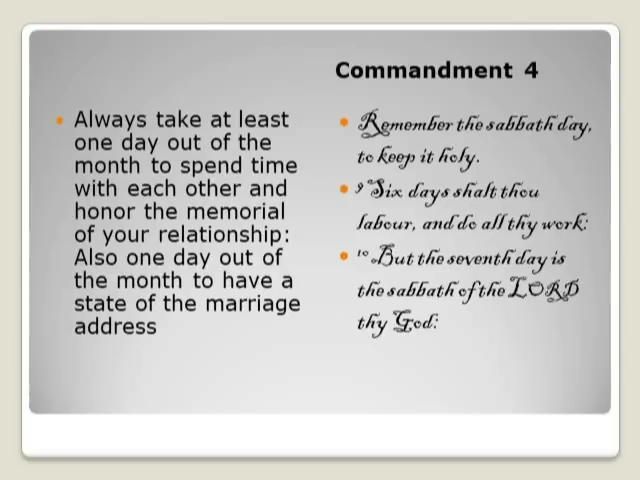 Commandment 4
• Always take at least
one day out of the
month to spend time
with each other and
honor the memorial
of your relationship:
Also one day out of
the month to have a
state of the marriage
address
• Remember the sabbath day,
to keep it holy.
• 9 Six days shalt thou
labour, and do all thy work:
• 10 But the seventh day is
the sabbath of the LORD
thy God: